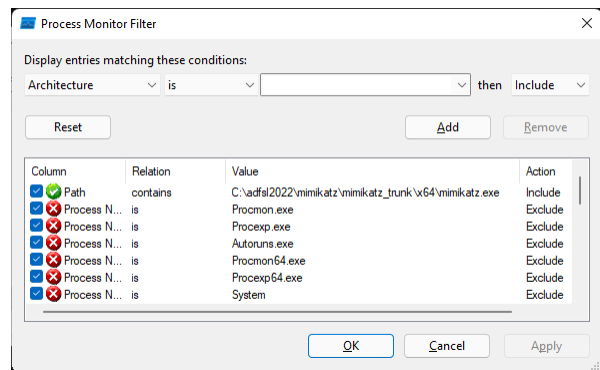 Process Monitor Filter
Display entries matching these conditions:
Architecture is then Include
Reset Add Remove
Column Relation Value Action
Path contains C:\adfsl2022\mimikatz\mimikatz_trunk\x64\mimikatz.exe Include
Process N... is Procmon.exe Exclude
Process N... is Procexp.exe Exclude
Process N... is Autoruns.exe Exclude
Process N... is Procmon64.exe Exclude
Process N... is Procexp64.exe Exclude
Process N... is System Exclude
OK Cancel Apply